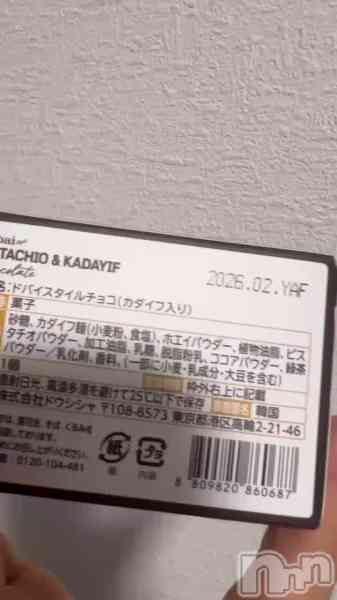 TACHIO & KADAYIF
2026.02.YAF
名:ドバイスタイルチョコ(カダイフ入り)
菓子
砂糖、カダイフ麺(小麦粉、食塩)、ホエイパウダー、植物油脂、ピス
タチオパウダー、加工油脂、乳糖、脱脂粉乳、ココアパウダー、緑茶
パウダー/乳化剤、香料、(一部に小麦・乳成分・大豆を含む)
1個
枠外右上に記載
直射日光、高温多湿を避けて25℃以下で保存
韓国
株式会社ドウシシャ 〒108-8573 東京都港区高輪2-21-46
0120-104-481
紙
プラ
8 809820 860687